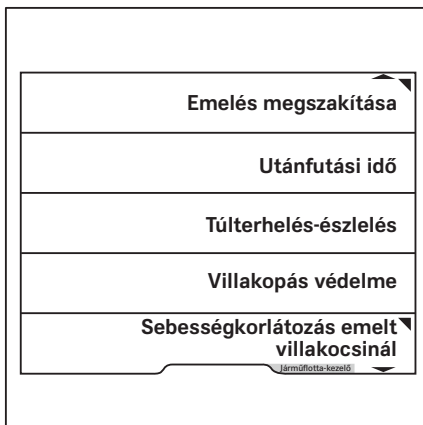 Emelés megszakítása
Utánfutási idő
Túlterhelés-észlelés
Villakopás védelme
Sebességkorlátozás emelt
villakocsinál
Járműflotta-kezelő